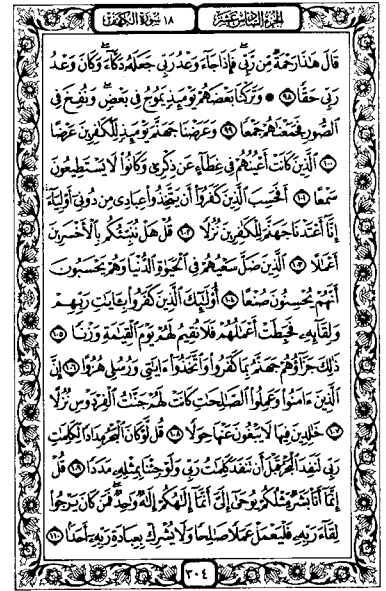 الجزء السادس عشر ١٨ سورة الكهف
قَالَ هَٰذَا رَحْمَةٌ مِّن رَّبِّي فَإِذَا جَاءَ وَعْدُ رَبِّي جَعَلَهُ دَكَّاءَ وَكَانَ وَعْدُ
رَبِّي حَقًّا ٩٨ وَتَرَكْنَا بَعْضَهُمْ يَوْمَئِذٍ يَمُوجُ فِي بَعْضٍ وَنُفِخَ فِي
الصُّورِ فَجَمَعْنَاهُمْ جَمْعًا ٩٩ وَعَرَضْنَا جَهَنَّمَ يَوْمَئِذٍ لِّلْكَافِرِينَ عَرْضًا
١٠٠ الَّذِينَ كَانَتْ أَعْيُنُهُمْ فِي غِطَاءٍ عَن ذِكْرِي وَكَانُوا لَا يَسْتَطِيعُونَ
سَمْعًا ١٠١ أَفَحَسِبَ الَّذِينَ كَفَرُوا أَن يَتَّخِذُوا عِبَادِي مِن دُونِي أَوْلِيَاءَ
إِنَّا أَعْتَدْنَا جَهَنَّمَ لِلْكَافِرِينَ نُزُلًا ١٠٢ قُلْ هَلْ نُنَبِّئُكُم بِالْأَخْسَرِينَ
أَعْمَالًا ١٠٣ الَّذِينَ ضَلَّ سَعْيُهُمْ فِي الْحَيَوٰةِ الدُّنْيَا وَهُمْ يَحْسَبُونَ
أَنَّهُمْ يُحْسِنُونَ صُنْعًا ١٠٤ أُولَٰئِكَ الَّذِينَ كَفَرُوا بِآيَاتِ رَبِّهِمْ
وَلِقَائِهِ فَحَبِطَتْ أَعْمَالُهُمْ فَلَا نُقِيمُ لَهُمْ يَوْمَ الْقِيَامَةِ وَزْنًا ١٠٥
ذَٰلِكَ جَزَاؤُهُمْ جَهَنَّمُ بِمَا كَفَرُوا وَاتَّخَذُوا آيَاتِي وَرُسُلِي هُزُوًا ١٠٦ إِنَّ
الَّذِينَ آمَنُوا وَعَمِلُوا الصَّالِحَاتِ كَانَتْ لَهُمْ جَنَّاتُ الْفِرْدَوْسِ نُزُلًا
١٠٧ خَالِدِينَ فِيهَا لَا يَبْغُونَ عَنْهَا حِوَلًا ١٠٨ قُل لَّوْ كَانَ الْبَحْرُ مِدَادًا لِّكَلِمَاتِ
رَبِّي لَنَفِدَ الْبَحْرُ قَبْلَ أَن تَنفَدَ كَلِمَاتُ رَبِّي وَلَوْ جِئْنَا بِمِثْلِهِ مَدَدًا ١٠٩ قُلْ
إِنَّمَا أَنَا بَشَرٌ مِّثْلُكُمْ يُوحَىٰ إِلَيَّ أَنَّمَا إِلَٰهُكُمْ إِلَٰهٌ وَاحِدٌ فَمَن كَانَ يَرْجُوا
لِقَاءَ رَبِّهِ فَلْيَعْمَلْ عَمَلًا صَالِحًا وَلَا يُشْرِكْ بِعِبَادَةِ رَبِّهِ أَحَدًا ١١٠
٣٠٤